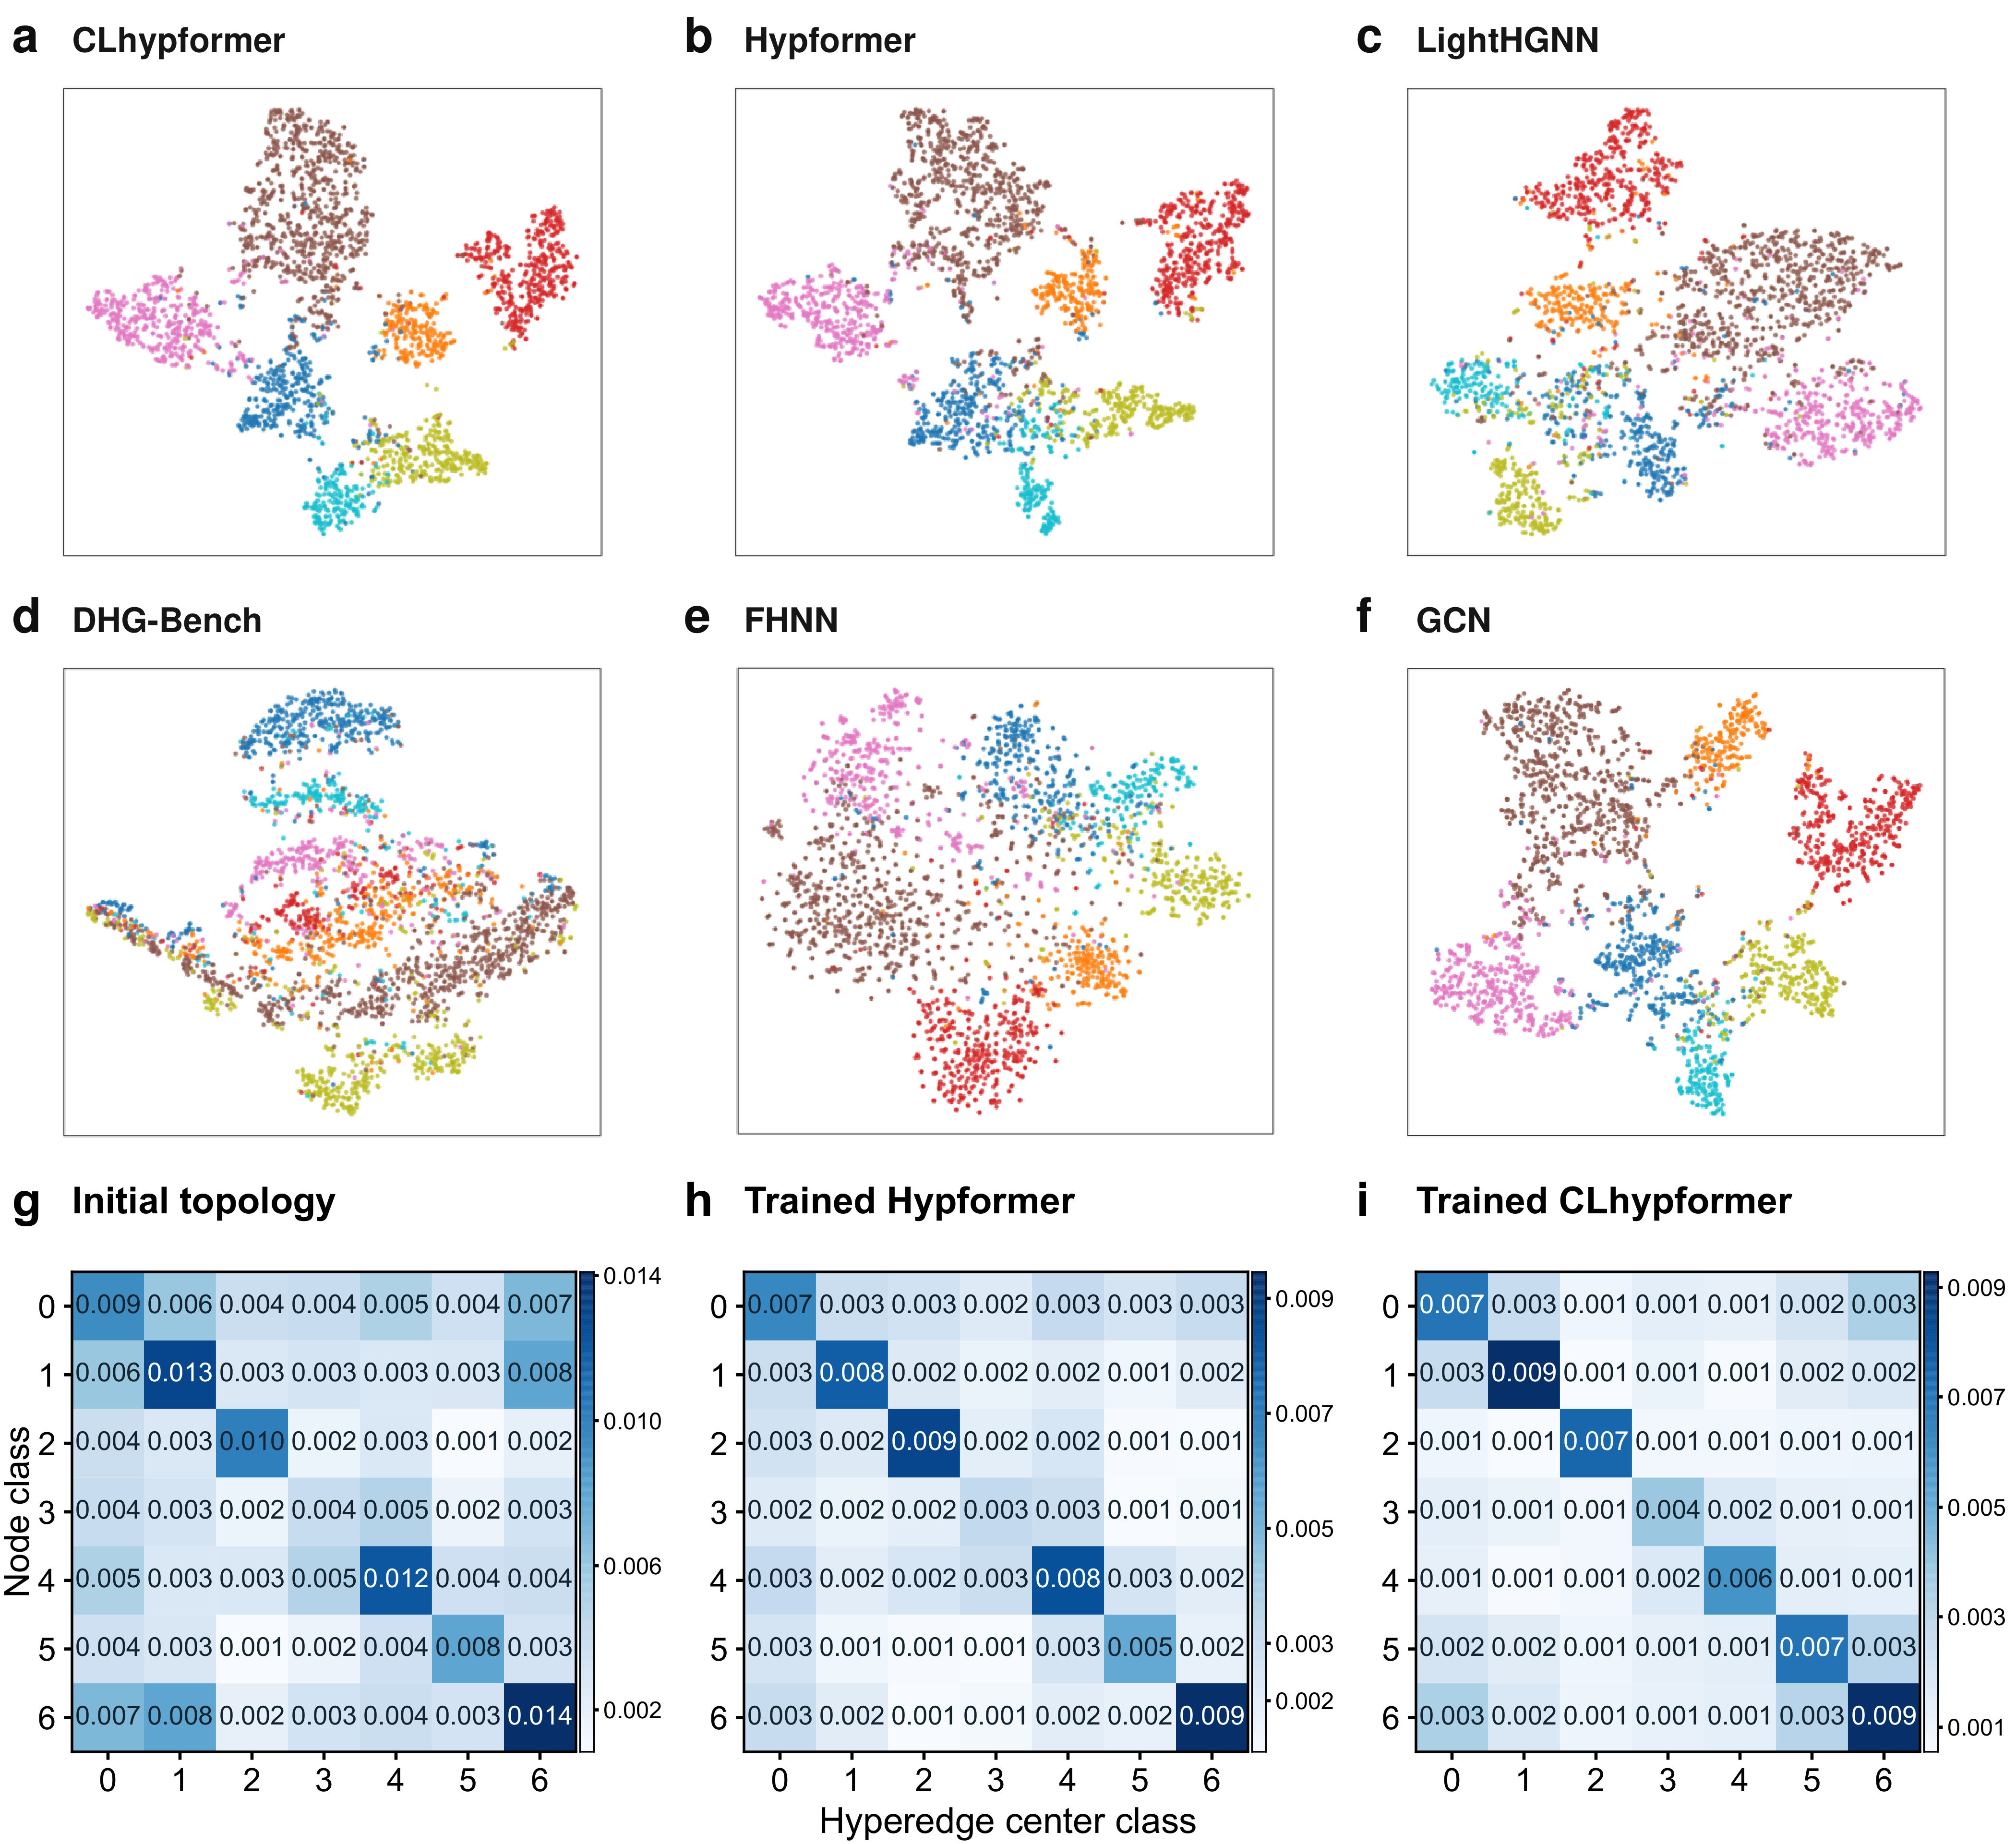 a CLhypformer
b Hypformer
c LightHGNN
d DHG-Bench
e FHNN
f GCN
g Initial topology
h Trained Hypformer
i Trained CLhypformer
Node class
0 0.009 0.006 0.004 0.004 0.005 0.004 0.007
1 0.006 0.013 0.003 0.003 0.003 0.003 0.008
2 0.004 0.003 0.010 0.002 0.003 0.001 0.002
3 0.004 0.003 0.002 0.004 0.005 0.002 0.003
4 0.005 0.003 0.003 0.005 0.012 0.004 0.004
5 0.004 0.003 0.001 0.002 0.004 0.008 0.003
6 0.007 0.008 0.002 0.003 0.004 0.003 0.014
0 1 2 3 4 5 6
0.014
0.010
0.006
0.002
0 0.007 0.003 0.003 0.002 0.003 0.003 0.003
1 0.003 0.008 0.002 0.002 0.002 0.001 0.002
2 0.003 0.002 0.009 0.002 0.002 0.001 0.001
3 0.002 0.002 0.002 0.003 0.003 0.001 0.001
4 0.003 0.002 0.002 0.003 0.008 0.003 0.002
5 0.003 0.001 0.001 0.001 0.003 0.005 0.002
6 0.003 0.002 0.001 0.001 0.002 0.002 0.009
0 1 2 3 4 5 6
0.009
0.007
0.005
0.003
0.002
Hyperedge center class
0 0.007 0.003 0.001 0.001 0.001 0.002 0.003
1 0.003 0.009 0.001 0.001 0.001 0.002 0.002
2 0.001 0.001 0.007 0.001 0.001 0.001 0.001
3 0.001 0.001 0.001 0.004 0.002 0.001 0.001
4 0.001 0.001 0.001 0.002 0.006 0.001 0.001
5 0.002 0.002 0.001 0.001 0.001 0.007 0.003
6 0.003 0.002 0.001 0.001 0.001 0.003 0.009
0 1 2 3 4 5 6
0.009
0.007
0.005
0.003
0.001